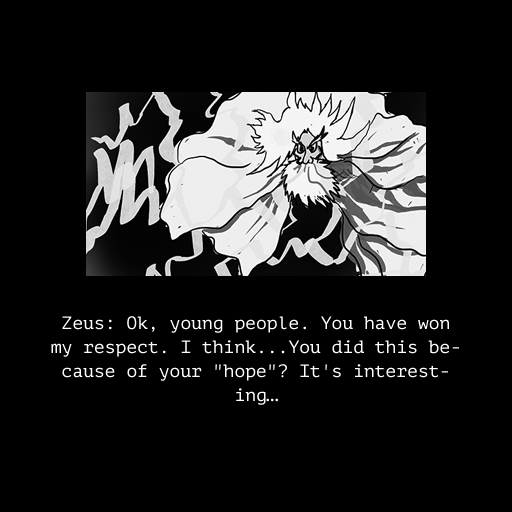 Zeus: Ok, young people. You have won
my respect. I think...You did this be-
cause of your "hope"? It's interest-
ing…